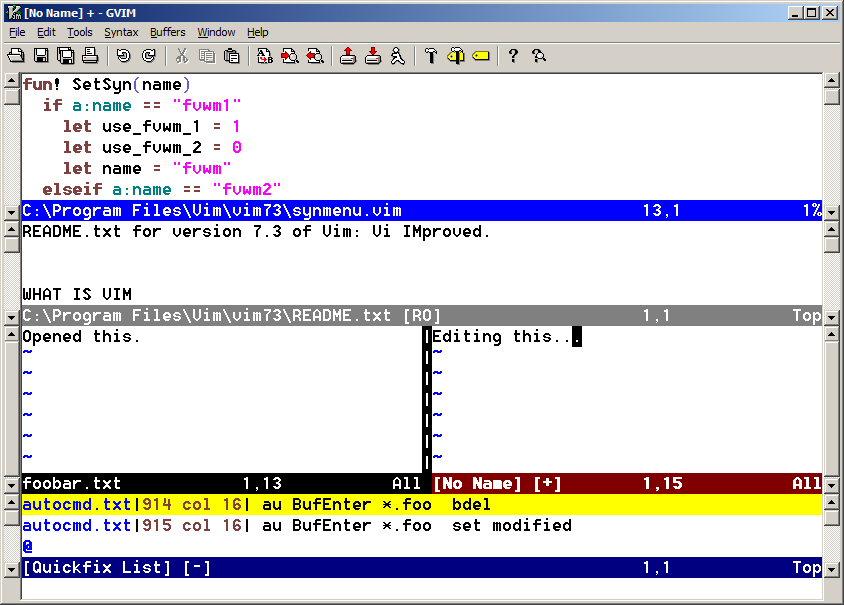 [No Name] + - GVIM
File Edit Tools Syntax Buffers Window Help
fun! SetSyn(name)
  if a:name == "fvwm1"
    let use_fvwm_1 = 1
    let use_fvwm_2 = 0
    let name = "fvwm"
  elseif a:name == "fvwm2"
C:\Program Files\Vim\vim73\synmenu.vim 13,1 1%
README.txt for version 7.3 of Vim: Vi IMproved.
WHAT IS VIM
C:\Program Files\Vim\vim73\README.txt [RO] 1,1 Top
Opened this.
~
~
~
~
~
~
foobar.txt 1,13 All
Editing this...
~
~
~
~
~
~
[No Name] [+] 1,15 All
autocmd.txt|914 col 16| au BufEnter *.foo  bdel
autocmd.txt|915 col 16| au BufEnter *.foo  set modified
@
[Quickfix List] [-] 1,1 Top